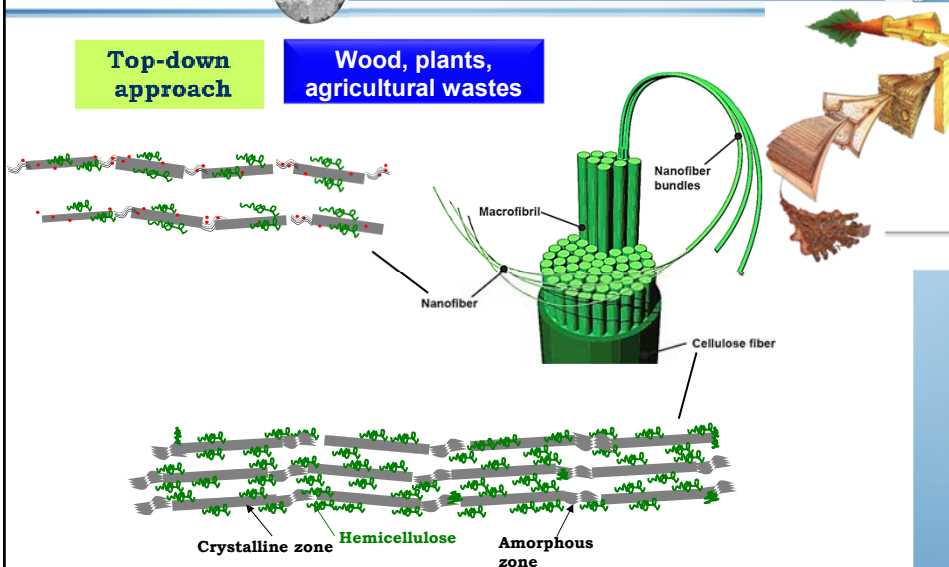 Top-down
approach
Wood, plants,
agricultural wastes
Nanofiber
bundles
Macrofibril
Nanofiber
Cellulose fiber
Crystalline zone
Hemicellulose
Amorphous
zone